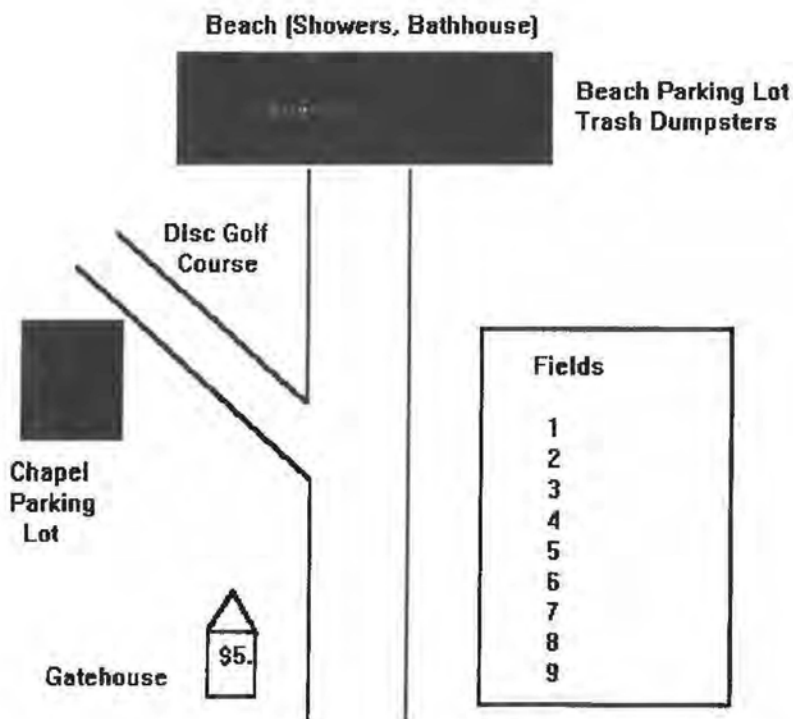 Beach (Showers, Bathhouse)
Beach Parking Lot
Trash Dumpsters
Disc Golf
Course
Fields
1
2
3
4
5
6
7
8
9
Chapel
Parking
Lot
$5.
Gatehouse